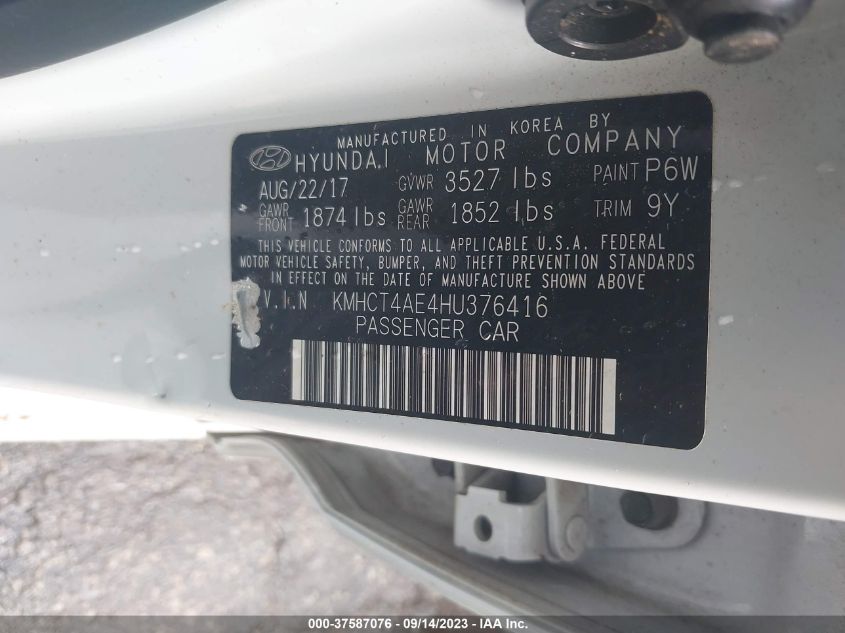 MANUFACTURED IN KOREA BY
HYUNDAI MOTOR COMPANY
AUG/22/17 GVWR 3527 lbs PAINT P6W
GAWR FRONT 1874 lbs GAWR REAR 1852 lbs TRIM 9Y
THIS VEHICLE CONFORMS TO ALL APPLICABLE U.S.A. FEDERAL
MOTOR VEHICLE SAFETY, BUMPER, AND THEFT PREVENTION STANDARDS
IN EFFECT ON THE DATE OF MANUFACTURE SHOWN ABOVE
V.I.N KMHCT4AE4HU376416
PASSENGER CAR
000-37587076 - 09/14/2023 - IAAI.COM